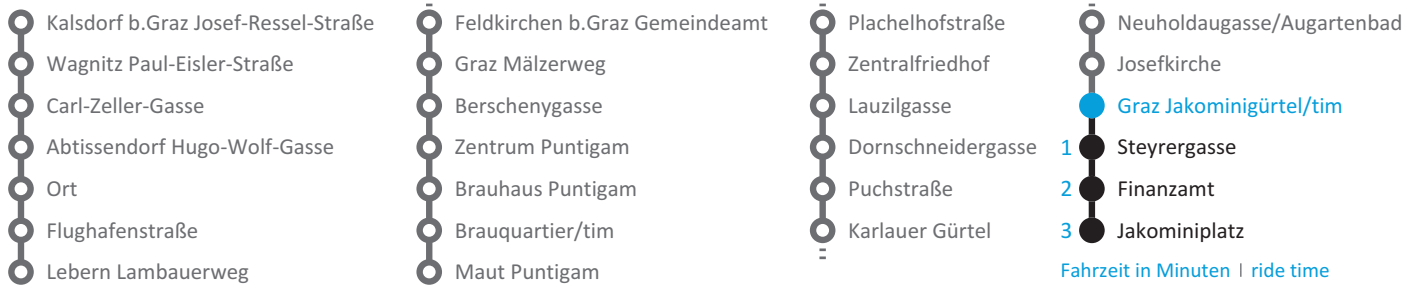 Kalsdorf b.Graz Josef-Ressel-Straße
Wagnitz Paul-Eisler-Straße
Carl-Zeller-Gasse
Abtissendorf Hugo-Wolf-Gasse
Ort
Flughafenstraße
Lebern Lambauerweg
Feldkirchen b.Graz Gemeindeamt
Graz Mälzerweg
Berschenygasse
Zentrum Puntigam
Brauhaus Puntigam
Brauquartier/tim
Maut Puntigam
Plachelhofstraße
Zentralfriedhof
Lauzilgasse
Dornschneidergasse
Puchstraße
Karlauer Gürtel
Neuholdaugasse/Augartenbad
Josefkirche
Graz Jakominigürtel/tim
1 Steyrergasse
2 Finanzamt
3 Jakominiplatz
Fahrzeit in Minuten | ride time